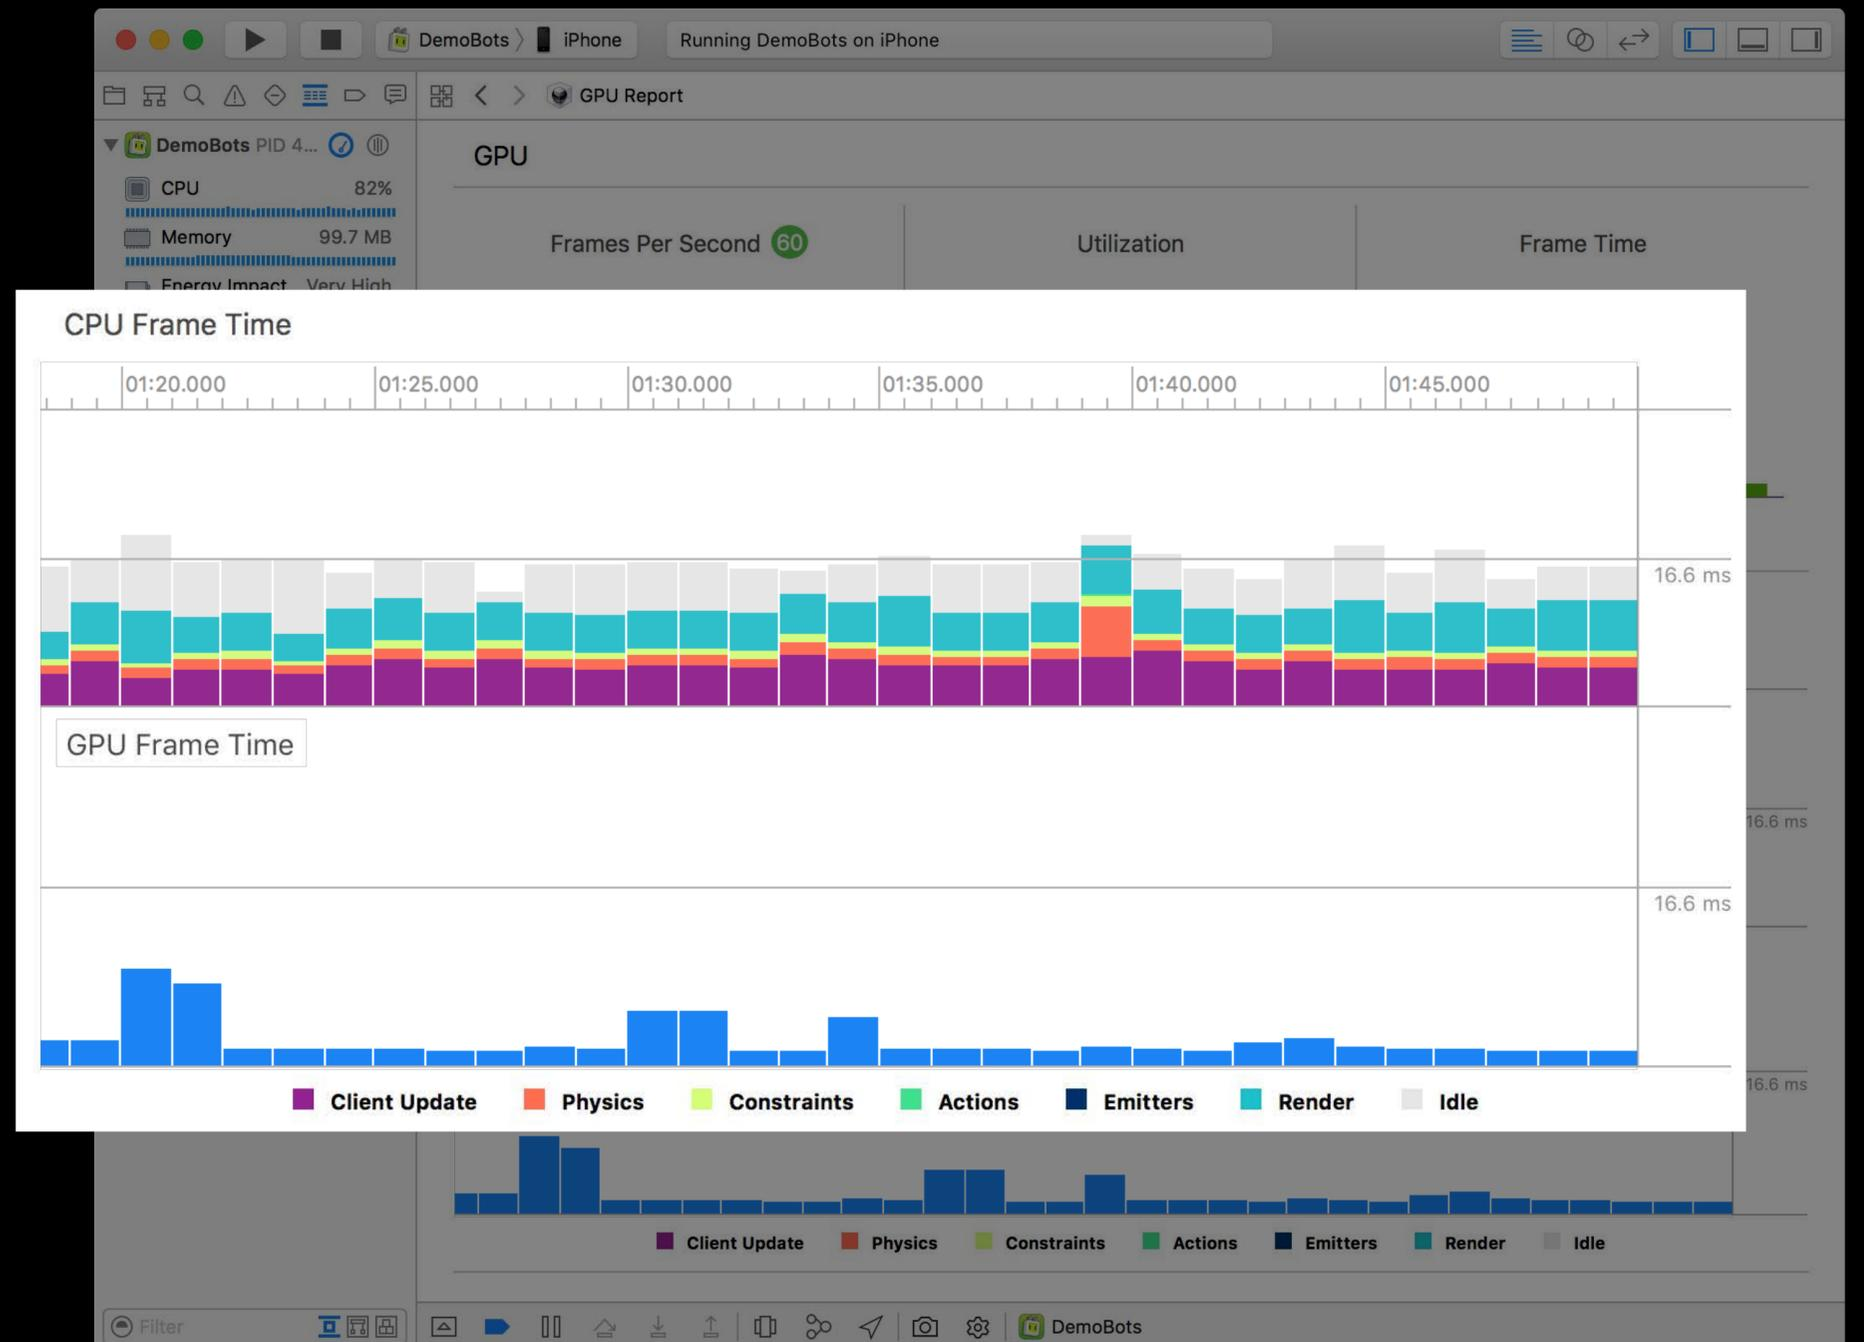 DemoBots
iPhone
Running DemoBots on iPhone
GPU Report
DemoBots PID 4...
CPU 82%
Memory 99.7 MB
Energy Impact Very High
GPU
Frames Per Second 60
Utilization
Frame Time
CPU Frame Time
01:20.000 01:25.000 01:30.000 01:35.000 01:40.000 01:45.000
16.6 ms
GPU Frame Time
16.6 ms
Client Update Physics Constraints Actions Emitters Render Idle
16.6 ms
16.6 ms
Client Update Physics Constraints Actions Emitters Render Idle
Filter
DemoBots